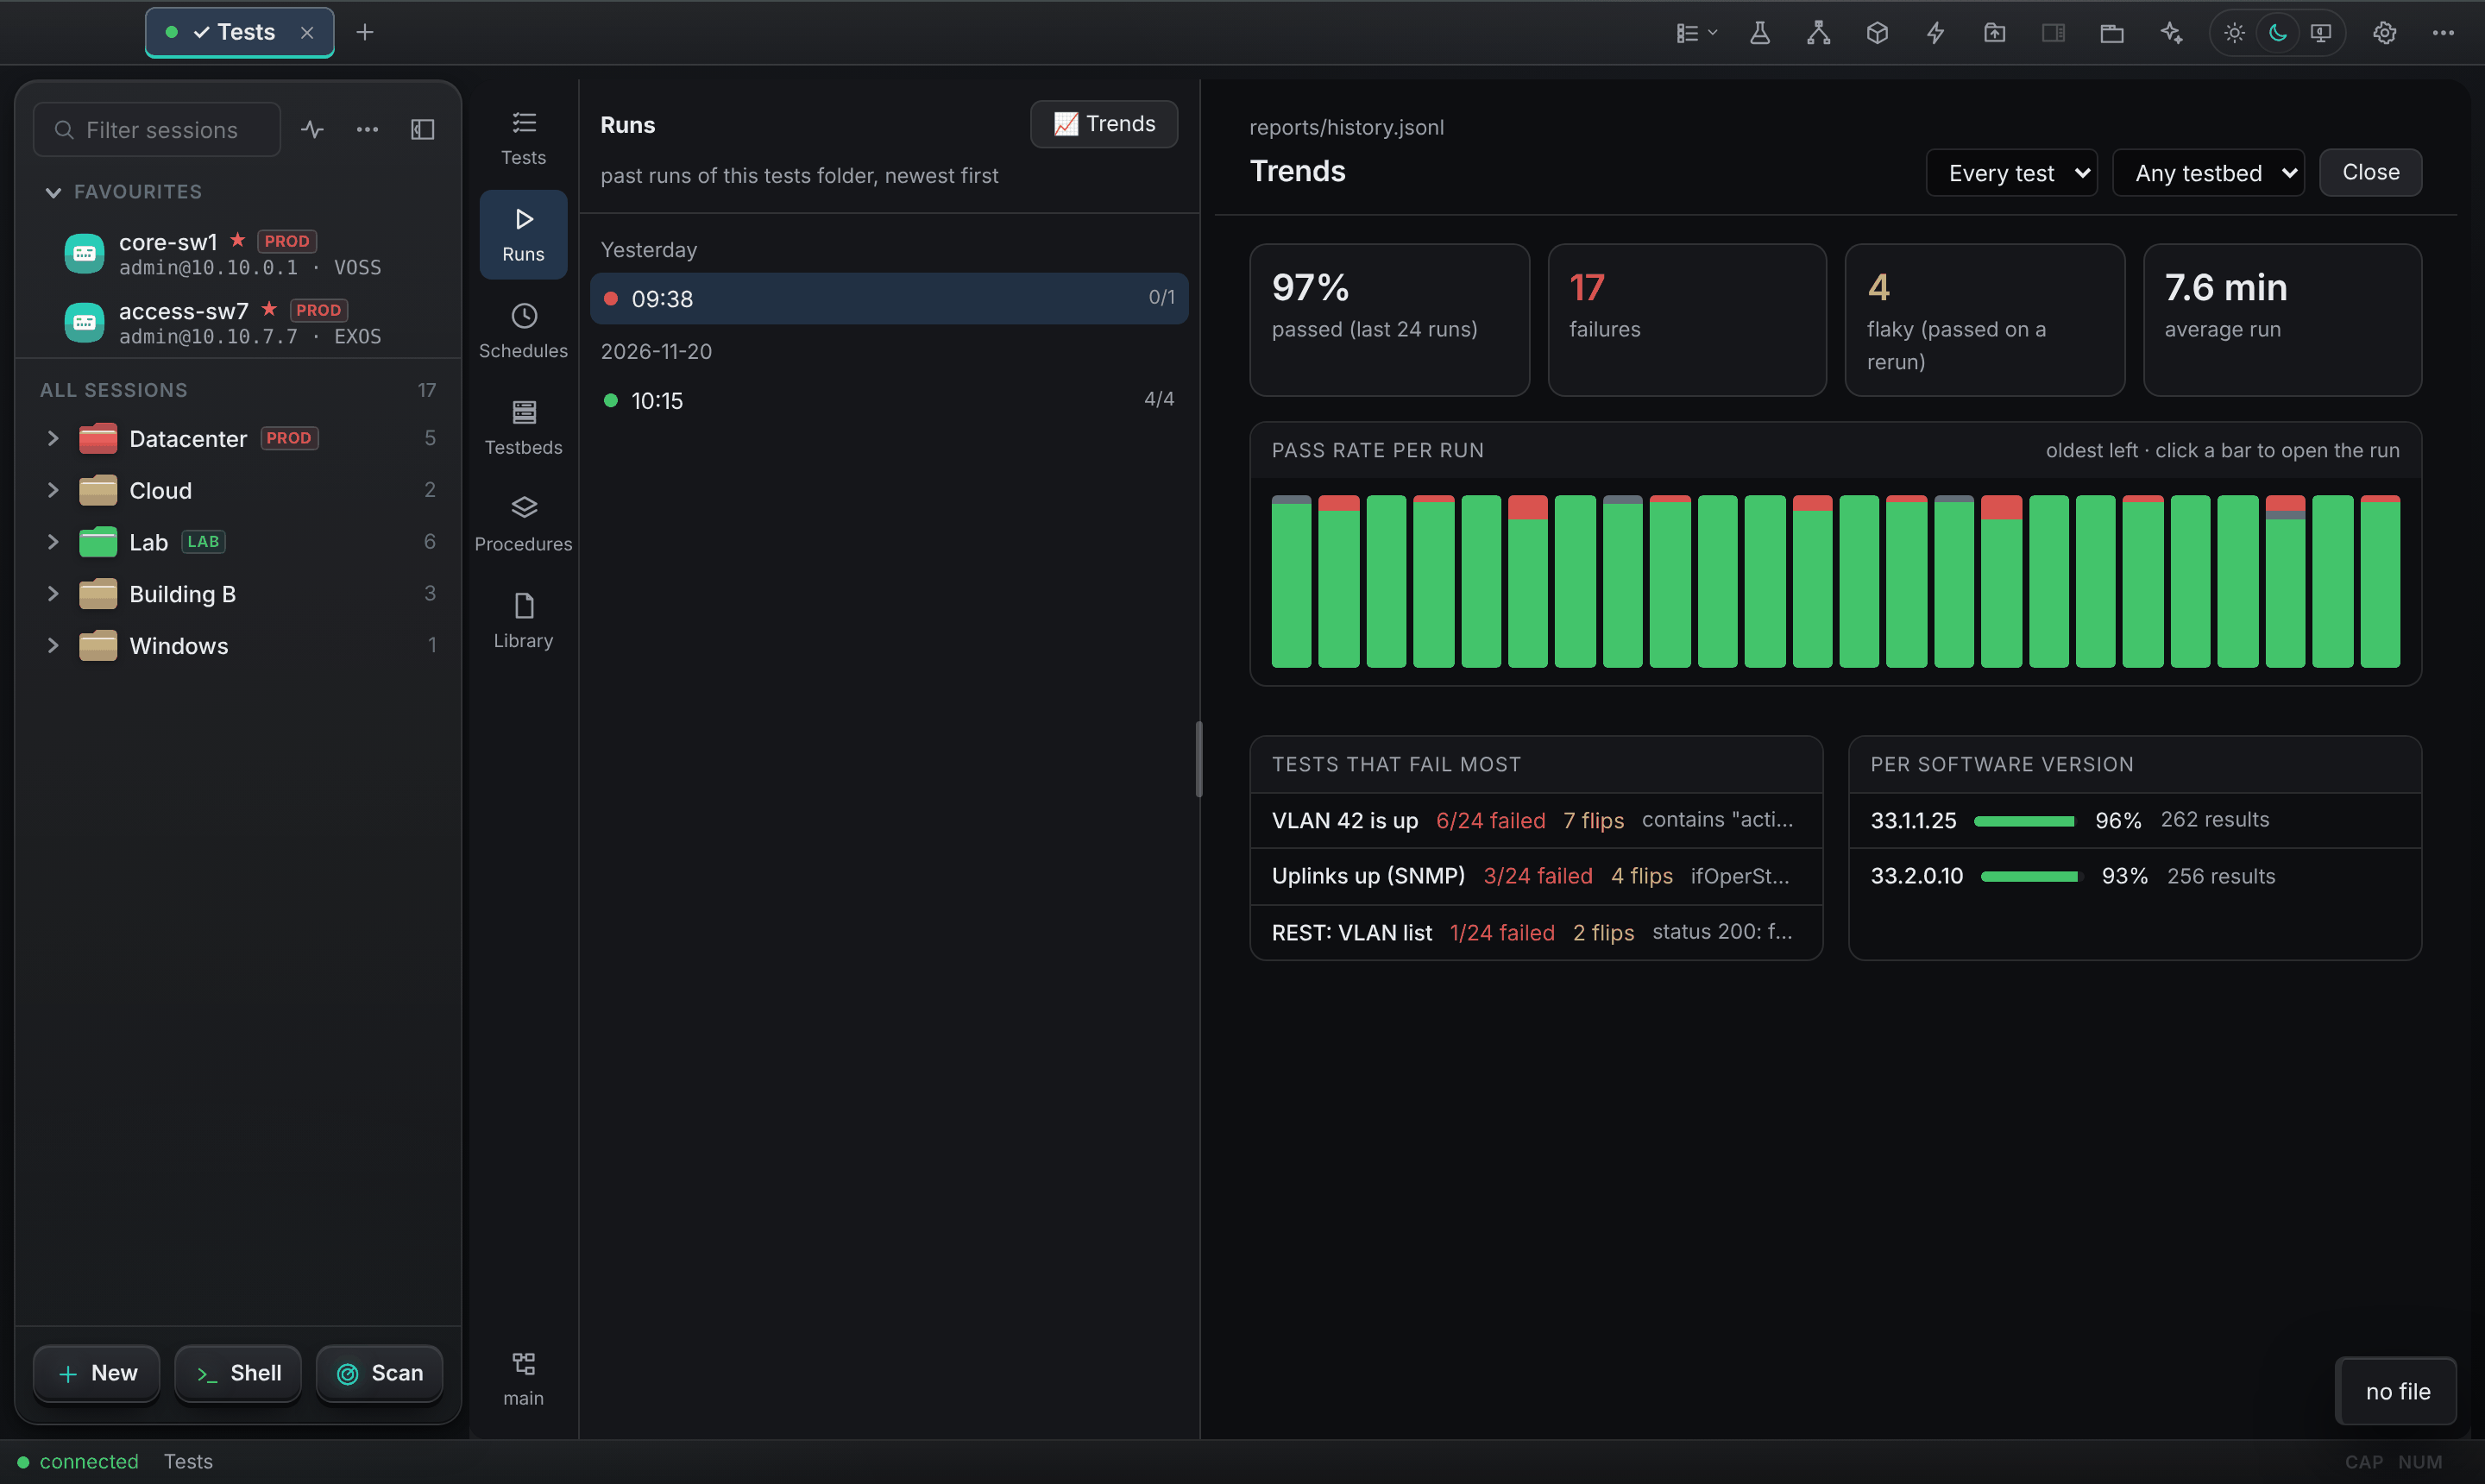 ✓ Tests
Filter sessions
FAVOURITES
core-sw1 ★ PROD
admin@10.10.0.1 · VOSS
access-sw7 ★ PROD
admin@10.10.7.7 · EXOS
ALL SESSIONS 17
Datacenter PROD 5
Cloud 2
Lab LAB 6
Building B 3
Windows 1
New
Shell
Scan
Tests
Runs
Schedules
Testbeds
Procedures
Library
main
Runs
Trends
past runs of this tests folder, newest first
Yesterday
09:38 0/1
2026-11-20
10:15 4/4
reports/history.jsonl
Trends
Every test
Any testbed
Close
97%
passed (last 24 runs)
17
failures
4
flaky (passed on a
rerun)
7.6 min
average run
PASS RATE PER RUN
oldest left · click a bar to open the run
TESTS THAT FAIL MOST
VLAN 42 is up 6/24 failed 7 flips contains "acti...
Uplinks up (SNMP) 3/24 failed 4 flips ifOperSt...
REST: VLAN list 1/24 failed 2 flips status 200: f...
PER SOFTWARE VERSION
33.1.1.25 96% 262 results
33.2.0.10 93% 256 results
no file
connected Tests
CAP NUM